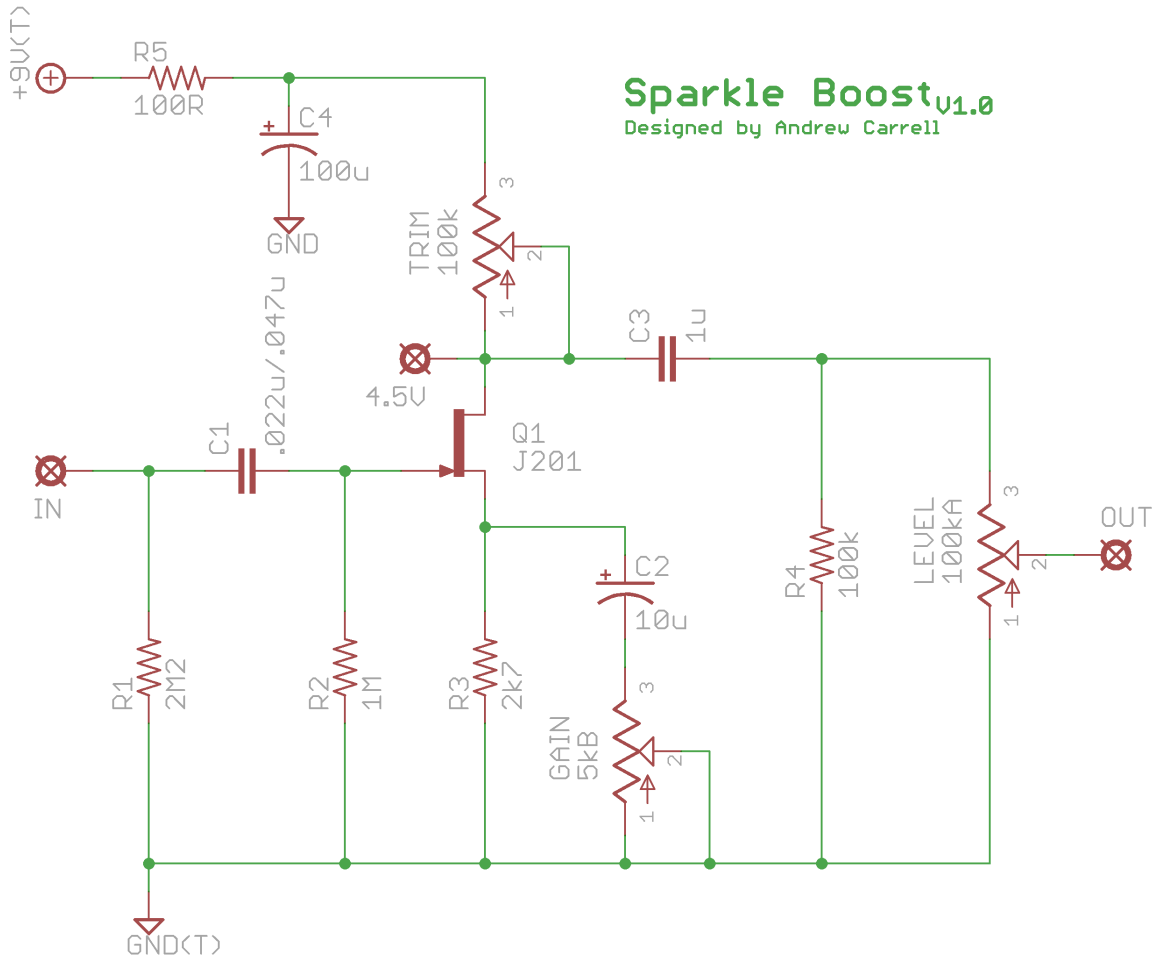 +9V(T)
R5
100R
C4
100u
GND
Sparkle Boost V1.0
Designed by Andrew Carrell
TRIM
100k
3
2
1
4.5V
C3
1u
C1
.022u/.047u
Q1
J201
IN
C2
10u
R1
2M2
R2
1M
R3
2k7
GAIN
5kB
3
2
1
R4
100k
LEVEL
100kA
3
2
1
OUT
GND(T)